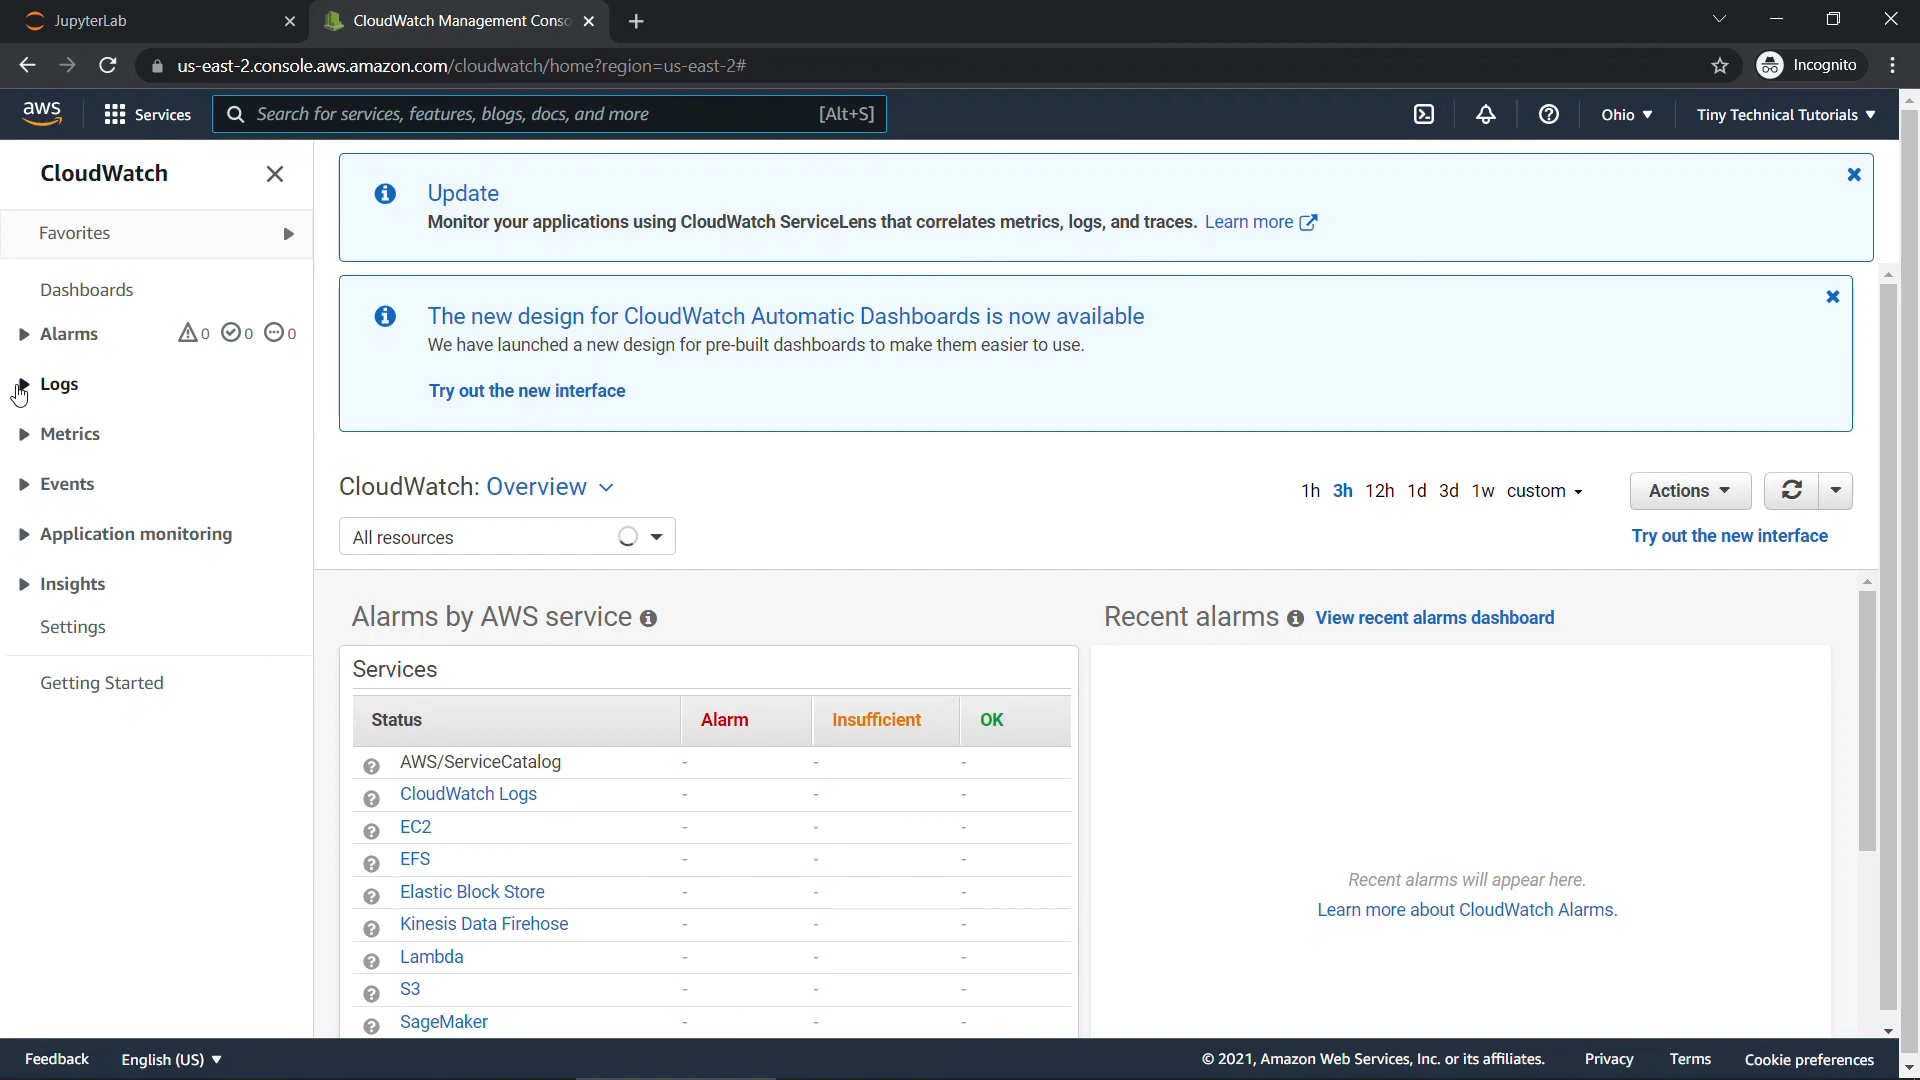 JupyterLab
CloudWatch Management Conso
us-east-2.console.aws.amazon.com/cloudwatch/home?region=us-east-2#
Incognito
aws
Services
Search for services, features, blogs, docs, and more
[Alt+S]
Ohio
Tiny Technical Tutorials
CloudWatch
Favorites
Dashboards
Alarms
0
0
0
Logs
Metrics
Events
Application monitoring
Insights
Settings
Getting Started
Update
Monitor your applications using CloudWatch ServiceLens that correlates metrics, logs, and traces. Learn more
The new design for CloudWatch Automatic Dashboards is now available
We have launched a new design for pre-built dashboards to make them easier to use.
Try out the new interface
CloudWatch: Overview
1h 3h 12h 1d 3d 1w custom
Actions
All resources
Try out the new interface
Alarms by AWS service
Services
Status Alarm Insufficient OK
AWS/ServiceCatalog - - -
CloudWatch Logs - - -
EC2 - - -
EFS - - -
Elastic Block Store - - -
Kinesis Data Firehose - - -
Lambda - - -
S3 - - -
SageMaker - - -
Recent alarms
View recent alarms dashboard
Recent alarms will appear here.
Learn more about CloudWatch Alarms.
Feedback
English (US)
© 2021, Amazon Web Services, Inc. or its affiliates.
Privacy
Terms
Cookie preferences